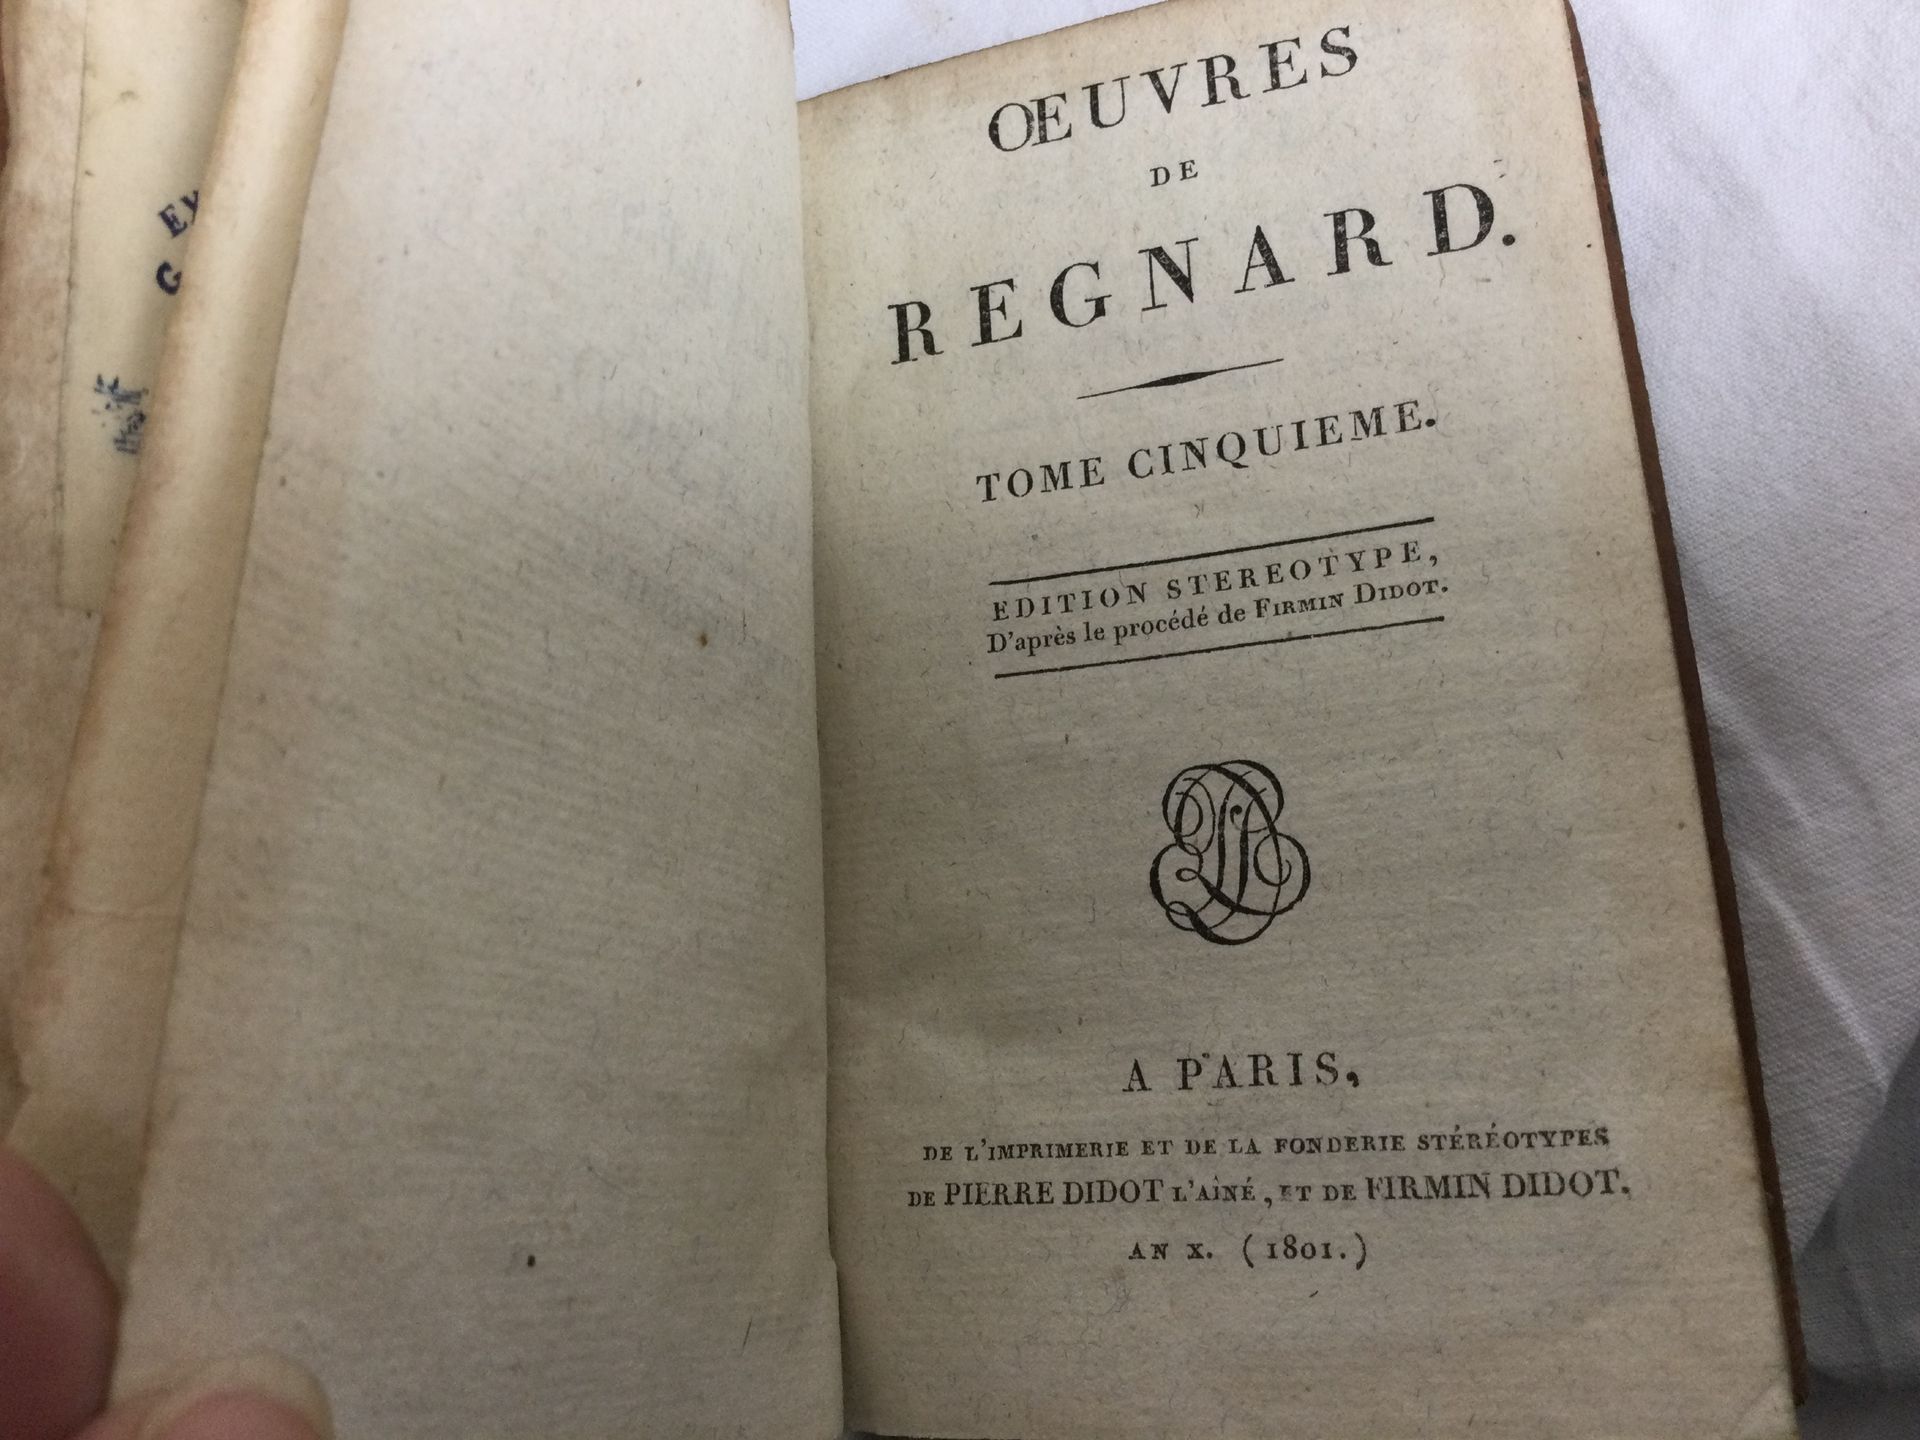 ŒUVRES
DE
REGNARD.
TOME CINQUIEME.
EDITION STEREOTYPE,
D'après le procédé de FIRMIN DIDOT.
A PARIS,
DE L'IMPRIMERIE ET DE LA FONDERIE STÉRÉOTYPES
DE PIERRE DIDOT L'AÎNÉ, ET DE FIRMIN DIDOT.
AN X. (1801.)